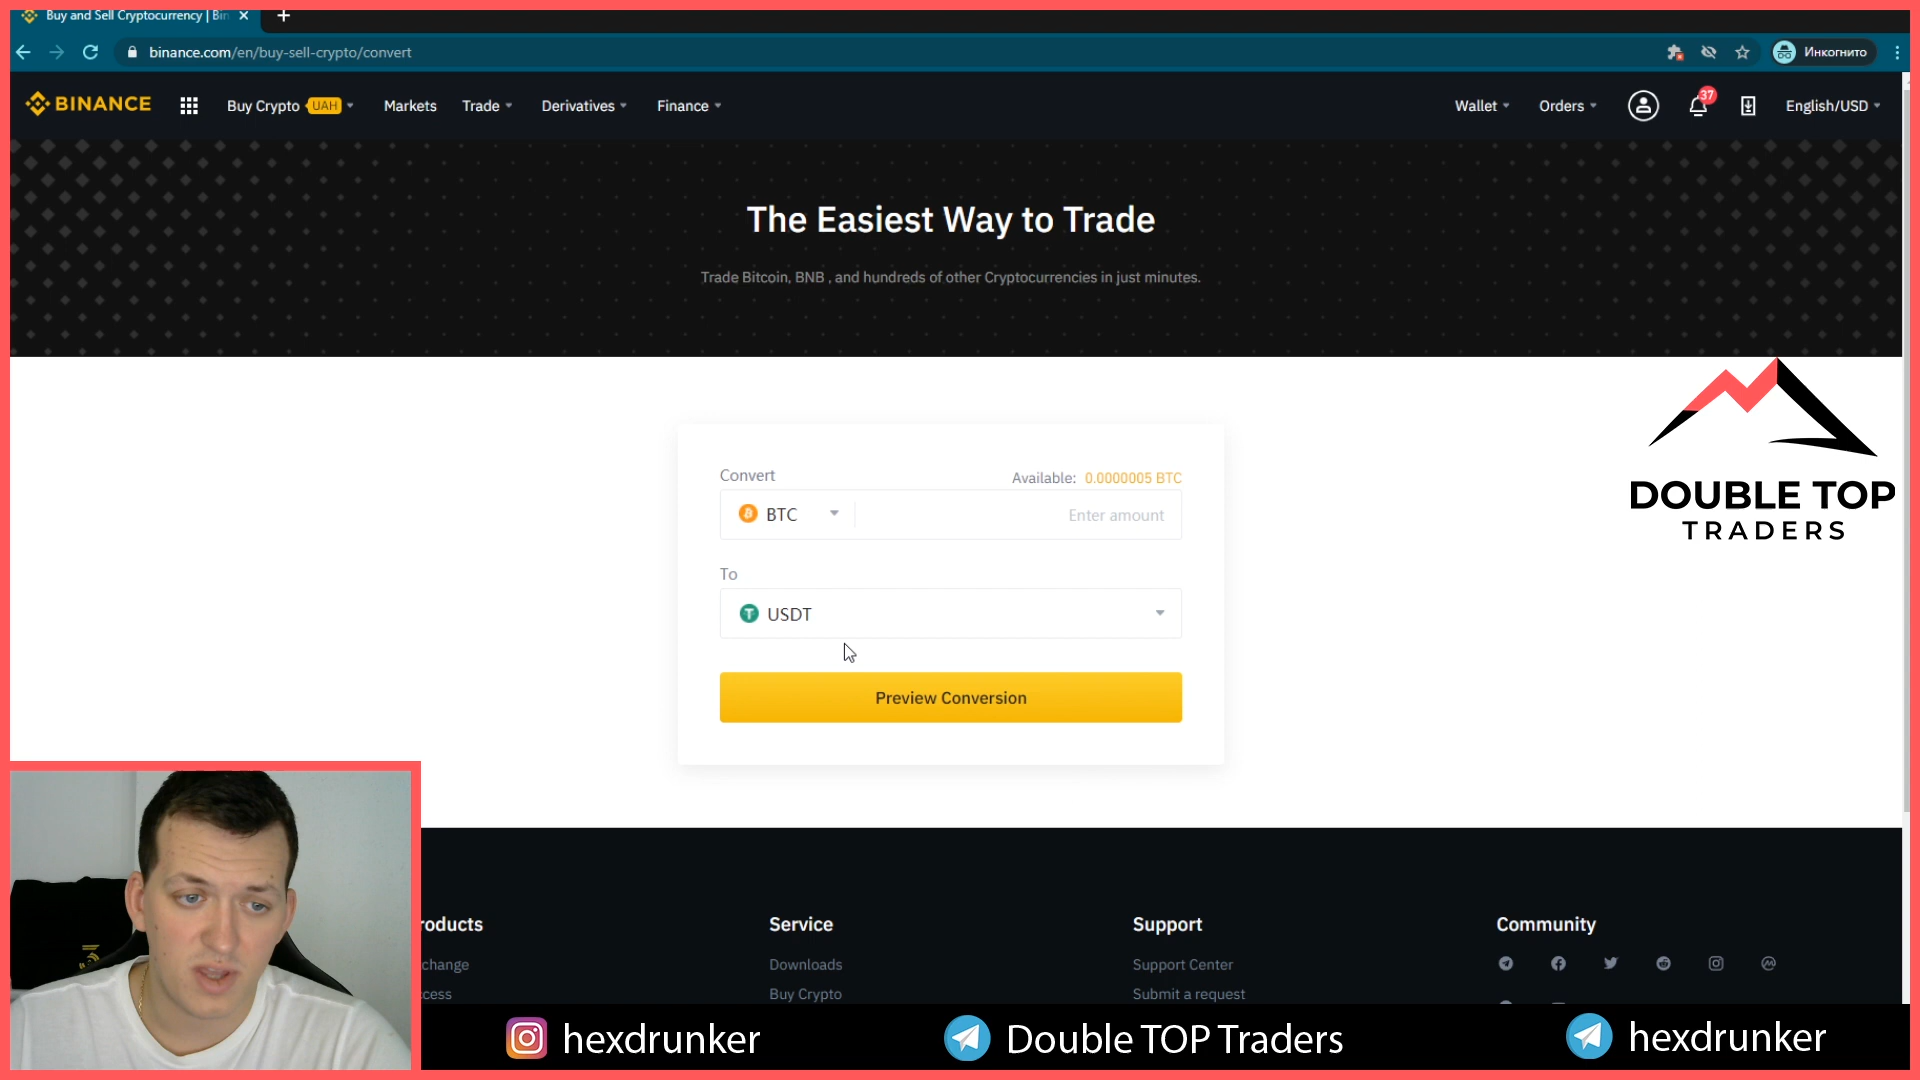 Buy and Sell Cryptocurrency | Bin
binance.com/en/buy-sell-crypto/convert
Инкогнито
BINANCE
Buy Crypto UAH
Markets
Trade
Derivatives
Finance
Wallet
Orders
37
English/USD
The Easiest Way to Trade
Trade Bitcoin, BNB , and hundreds of other Cryptocurrencies in just minutes.
DOUBLE TOP
TRADERS
Convert
Available: 0.0000005 BTC
BTC
Enter amount
To
USDT
Preview Conversion
roducts
Service
Support
Community
change
Downloads
Support Center
ccess
Buy Crypto
Submit a request
hexdrunker
Double TOP Traders
hexdrunker